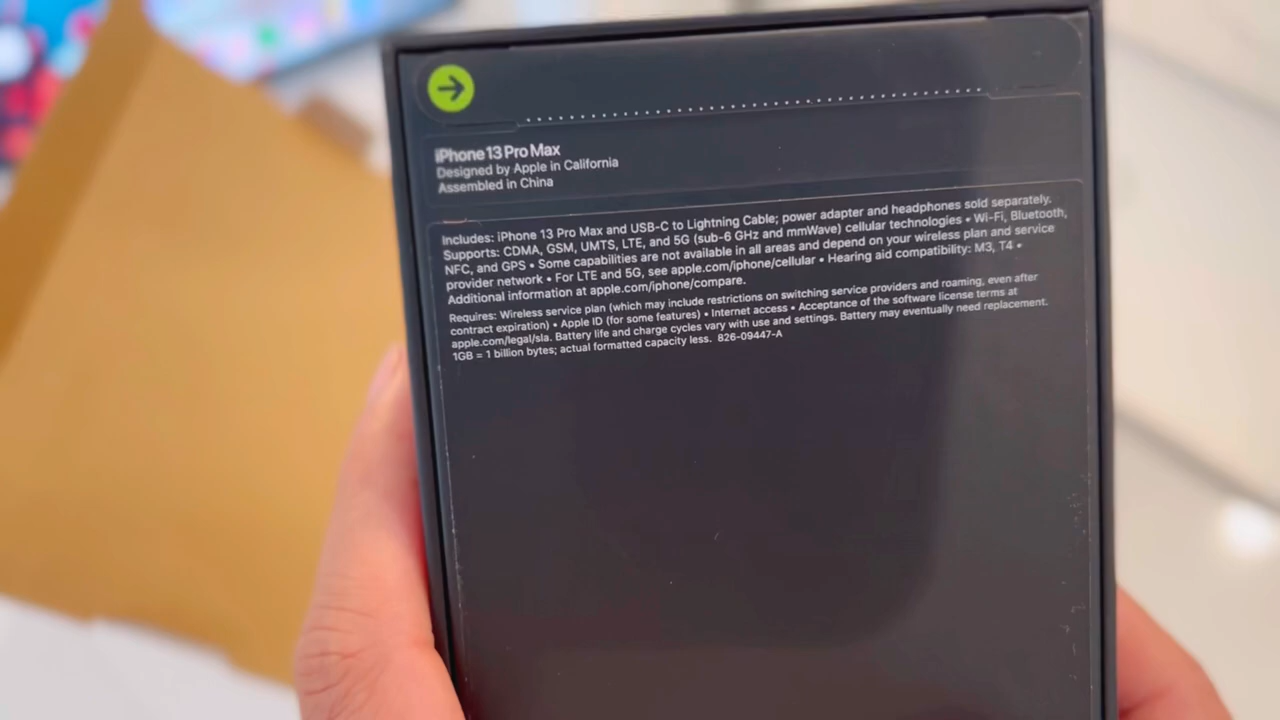 iPhone 13 Pro Max
Designed by Apple in California
Assembled in China
Includes: iPhone 13 Pro Max and USB-C to Lightning Cable; power adapter and headphones sold separately.
Supports: CDMA, GSM, UMTS, LTE, and 5G (sub-6 GHz and mmWave) cellular technologies • Wi-Fi, Bluetooth,
NFC, and GPS • Some capabilities are not available in all areas and depend on your wireless plan and service
provider network • For LTE and 5G, see apple.com/iphone/cellular • Hearing aid compatibility: M3, T4 •
Additional information at apple.com/iphone/compare.
Requires: Wireless service plan (which may include restrictions on switching service providers and roaming, even after
contract expiration) • Apple ID (for some features) • Internet access • Acceptance of the software license terms at
apple.com/legal/sla. Battery life and charge cycles vary with use and settings. Battery may eventually need replacement.
1GB = 1 billion bytes; actual formatted capacity less. 826-09447-A